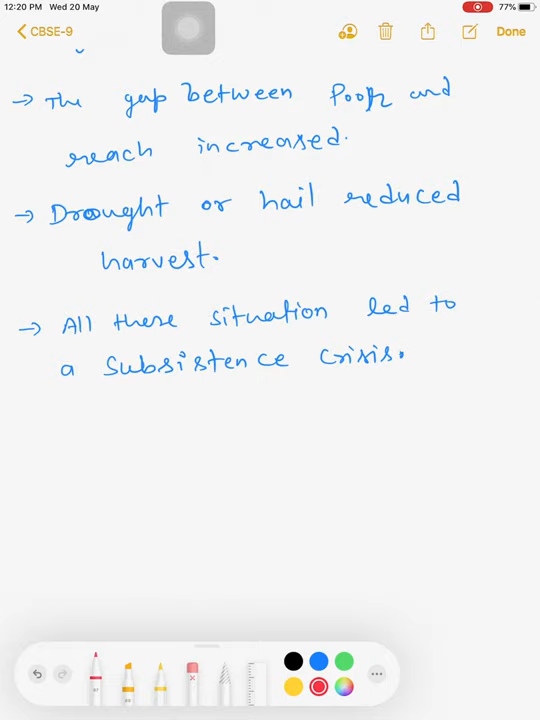 12:20 PM Wed 20 May
77%
CBSE-9
Done
→ The gap between Poor and
reach increased.
→ Drought or hail reduced
harvest.
→ All these situation led to
a Subsistence Crisis.